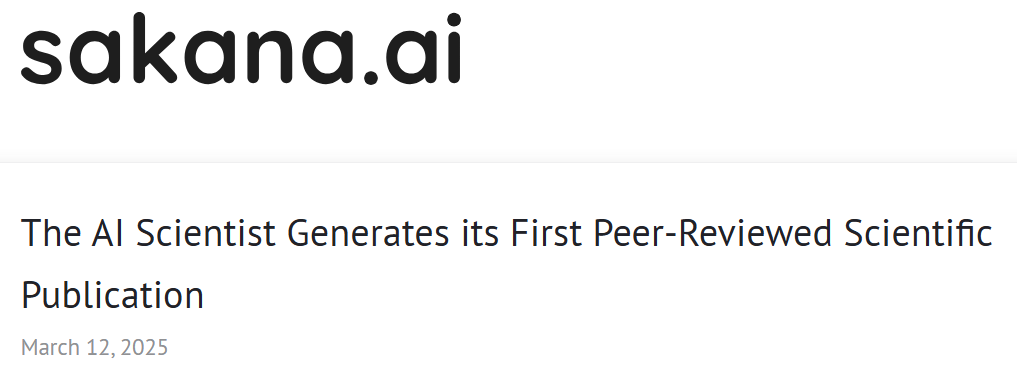 sakana.ai
The AI Scientist Generates its First Peer-Reviewed Scientific
Publication
March 12, 2025